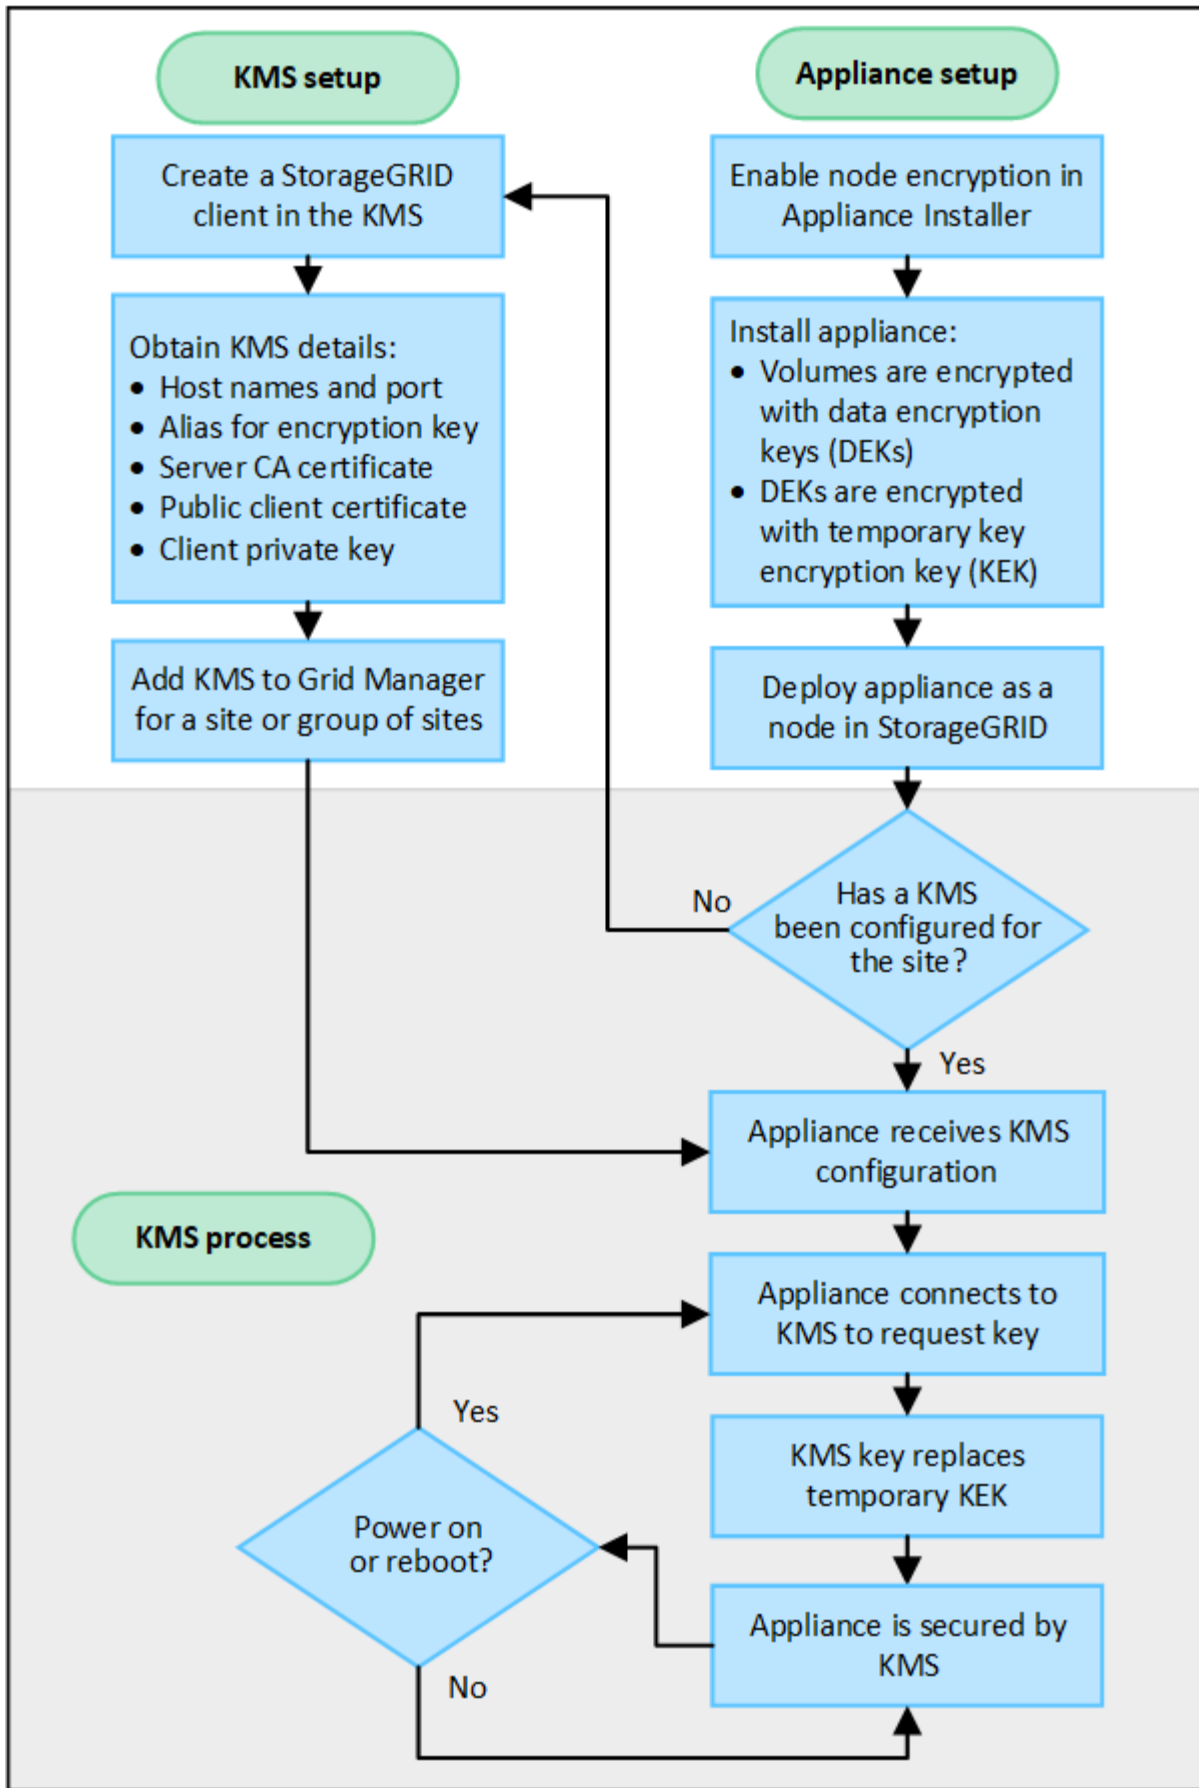 KMS setup
Create a StorageGRID
client in the KMS
Obtain KMS details:
• Host names and port
• Alias for encryption key
• Server CA certificate
• Public client certificate
• Client private key
Add KMS to Grid Manager
for a site or group of sites
Appliance setup
Enable node encryption in
Appliance Installer
Install appliance:
• Volumes are encrypted
with data encryption
keys (DEKs)
• DEKs are encrypted
with temporary key
encryption key (KEK)
Deploy appliance as a
node in StorageGRID
Has a KMS
been configured for
the site?
No
Yes
KMS process
Appliance receives KMS
configuration
Appliance connects to
KMS to request key
KMS key replaces
temporary KEK
Appliance is secured by
KMS
Power on
or reboot?
Yes
No